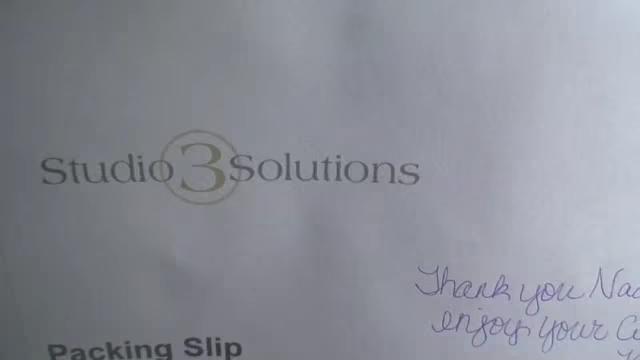 Studio 3 Solutions
Thank you
enjoy your
Packing Slip